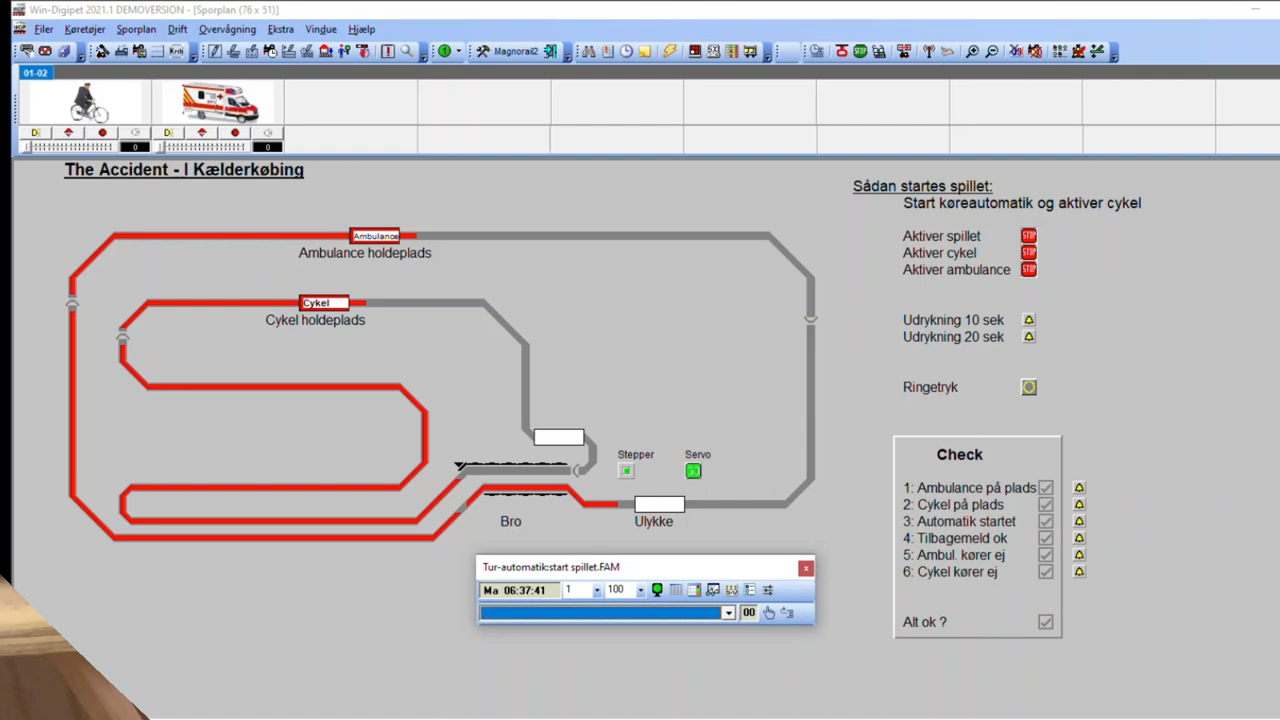 Win-Digipet 2021.1 DEMOVERSION - [Sporplan (76 x 51)]
Filer Køretøjer Sporplan Drift Overvågning Ekstra Vindue Hjælp
1 Magnorail2
01-02
0 0
The Accident - I Kælderkøbing
Sådan startes spillet:
Start køreautomatik og aktiver cykel
Ambulance
Aktiver spillet STOP
Ambulance holdeplads
Aktiver cykel STOP
Aktiver ambulance STOP
Cykel
Cykel holdeplads
Udrykning 10 sek
Udrykning 20 sek
Ringetryk
Stepper Servo
Check
1: Ambulance på plads
2: Cykel på plads
Bro Ulykke
3: Automatik startet
4: Tilbagemeld ok
5: Ambul. kører ej
6: Cykel kører ej
Tur-automatik:start spillet.FAM x
Ma 06:37:41 1 100
00
Alt ok ?